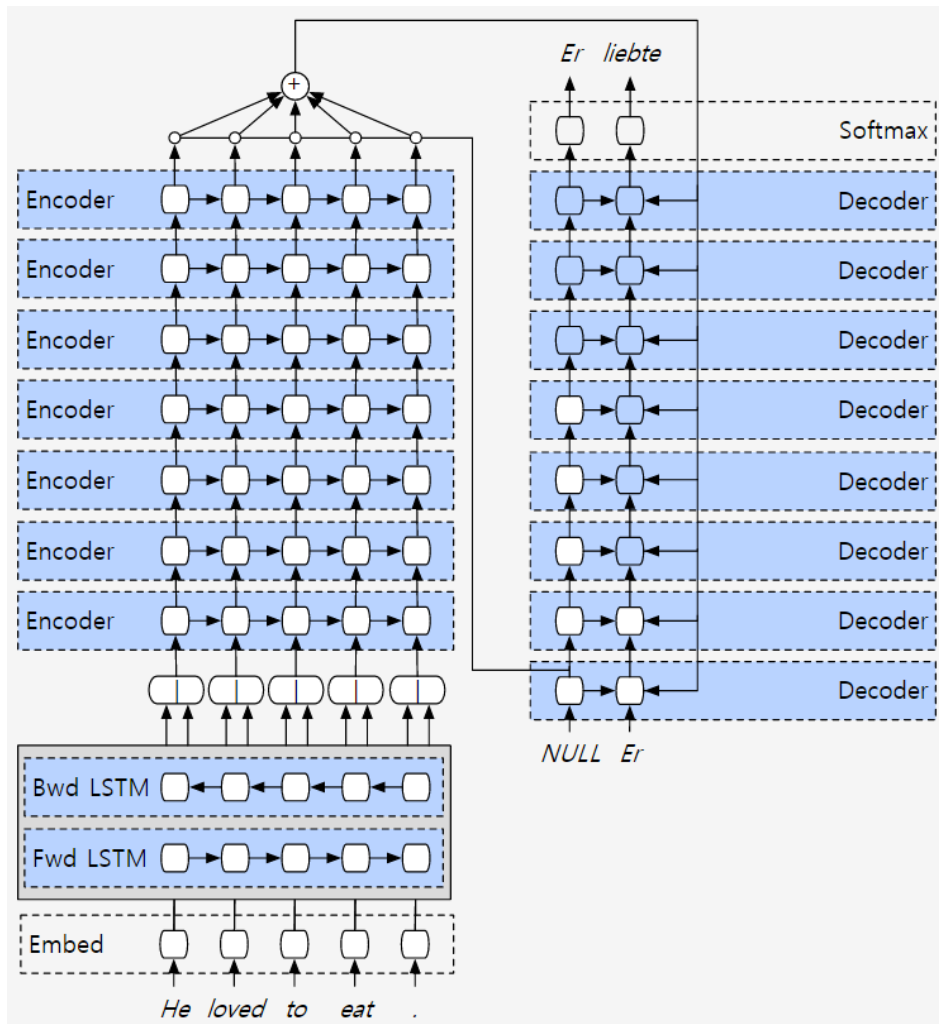 Er liebte
Softmax
Encoder
Decoder
Encoder
Decoder
Encoder
Decoder
Encoder
Decoder
Encoder
Decoder
Encoder
Decoder
Encoder
Decoder
Decoder
NULL Er
Bwd LSTM
Fwd LSTM
Embed
He loved to eat .
+